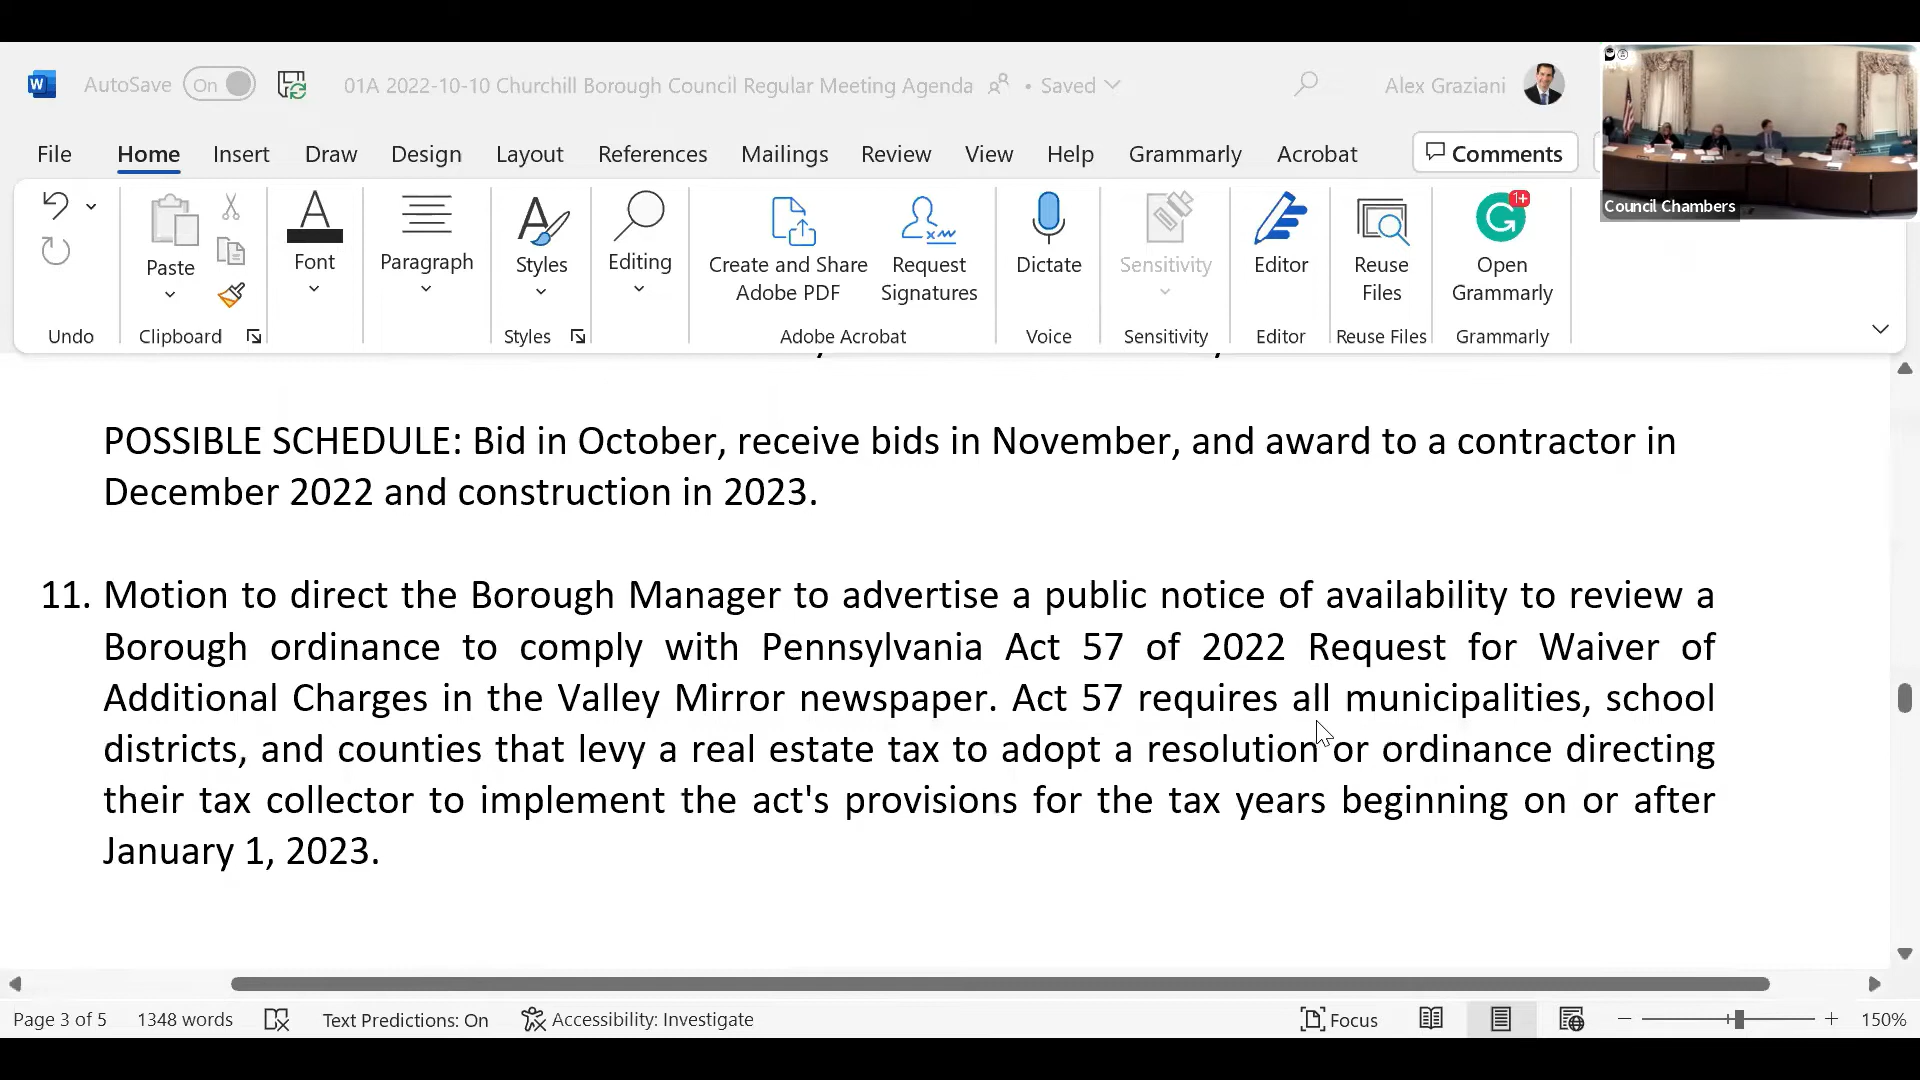 AutoSave On 01A 2022-10-10 Churchill Borough Council Regular Meeting Agenda • Saved Alex Graziani
File Home Insert Draw Design Layout References Mailings Review View Help Grammarly Acrobat Comments
Council Chambers
Paste Font Paragraph Styles Editing Create and Share Adobe PDF Request Signatures Dictate Sensitivity Editor Reuse Files Open Grammarly 1+
Undo Clipboard Styles Adobe Acrobat Voice Sensitivity Editor Reuse Files Grammarly
POSSIBLE SCHEDULE: Bid in October, receive bids in November, and award to a contractor in
December 2022 and construction in 2023.
11. Motion to direct the Borough Manager to advertise a public notice of availability to review a
Borough ordinance to comply with Pennsylvania Act 57 of 2022 Request for Waiver of
Additional Charges in the Valley Mirror newspaper. Act 57 requires all municipalities, school
districts, and counties that levy a real estate tax to adopt a resolution or ordinance directing
their tax collector to implement the act's provisions for the tax years beginning on or after
January 1, 2023.
Page 3 of 5 1348 words Text Predictions: On Accessibility: Investigate Focus 150%